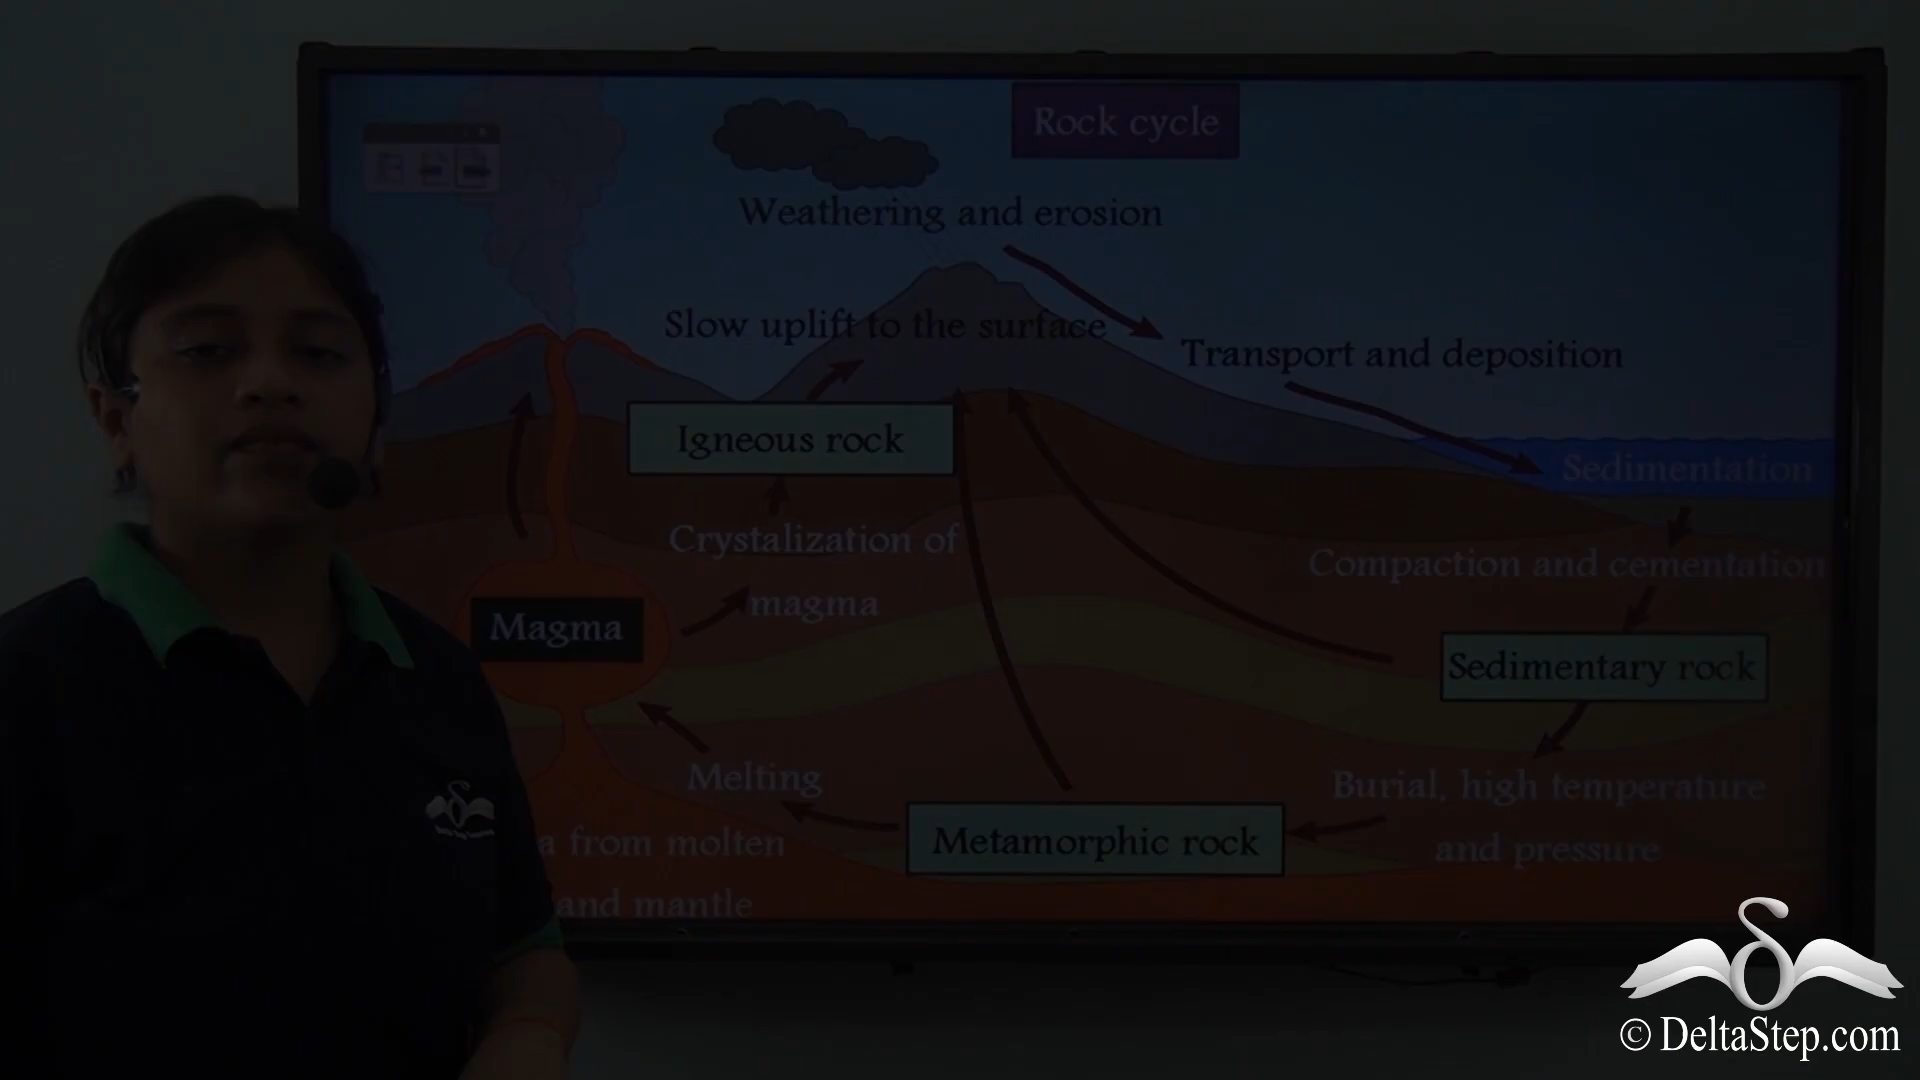 Rock cycle
Weathering and erosion
Slow uplift to the surface
Transport and deposition
Igneous rock
Sedimentation
Crystalization of
magma
Compaction and cementation
Magma
Sedimentary rock
Melting
Burial, high temperature
and pressure
Metamorphic rock
a from molten
and mantle
© DeltaStep.com